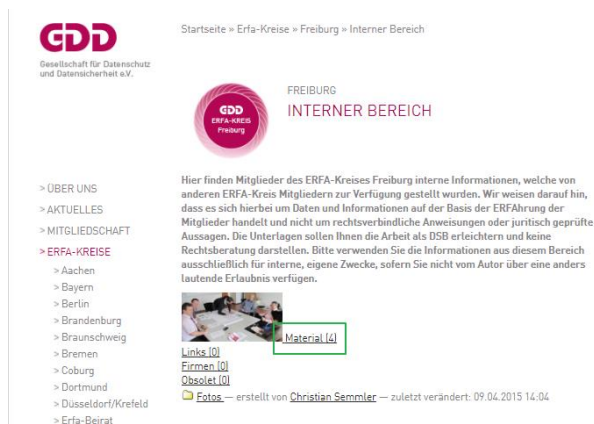 GDD
Gesellschaft für Datenschutz
und Datensicherheit e.V.
Startseite » Erfa-Kreise » Freiburg » Interner Bereich
GDD
ERFA-KREIS
Freiburg
FREIBURG
INTERNER BEREICH
> ÜBER UNS
> AKTUELLES
> MITGLIEDSCHAFT
> ERFA-KREISE
> Aachen
> Bayern
> Berlin
> Brandenburg
> Braunschweig
> Bremen
> Coburg
> Dortmund
> Düsseldorf/Krefeld
> Erfa-Beirat
Hier finden Mitglieder des ERFA-Kreises Freiburg interne Informationen, welche von
anderen ERFA-Kreis Mitgliedern zur Verfügung gestellt wurden. Wir weisen darauf hin,
dass es sich hierbei um Daten und Informationen auf der Basis der ERFAhrung der
Mitglieder handelt und nicht um rechtsverbindliche Anweisungen oder juritisch geprüfte
Aussagen. Die Unterlagen sollen Ihnen die Arbeit als DSB erleichtern und keine
Rechtsberatung darstellen. Bitte verwenden Sie die Informationen aus diesem Bereich
ausschließlich für interne, eigene Zwecke, sofern Sie nicht vom Autor über eine anders
lautende Erlaubnis verfügen.
Material (4)
Links (0)
Firmen (0)
Obsolet (0)
Fotos — erstellt von Christian Semmler — zuletzt verändert: 09.04.2015 14:04